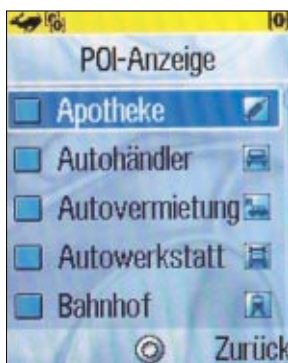 POI-Anzeige
Apotheke
Autohändler
Autovermietung
Autowerkstatt
Bahnhof
Zurück